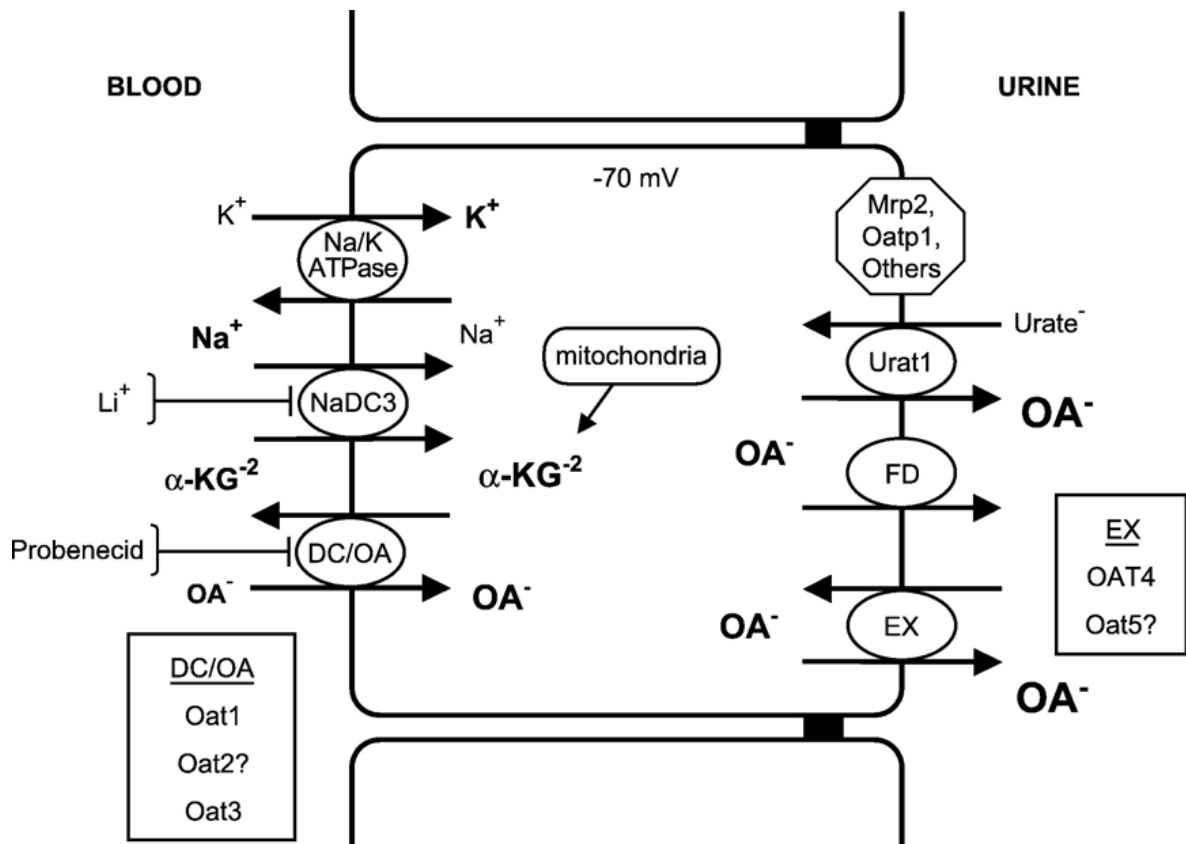 BLOOD
URINE
-70 mV
K⁺
K⁺
Na/K
ATPase
Na⁺
Na⁺
Li⁺
NaDC3
α-KG⁻²
α-KG⁻²
mitochondria
Probenecid
DC/OA
OA⁻
OA⁻
DC/OA
Oat1
Oat2?
Oat3
Mrp2,
Oatp1,
Others
Urate⁻
Urat1
OA⁻
OA⁻
FD
OA⁻
EX
OA⁻
EX
OAT4
Oat5?